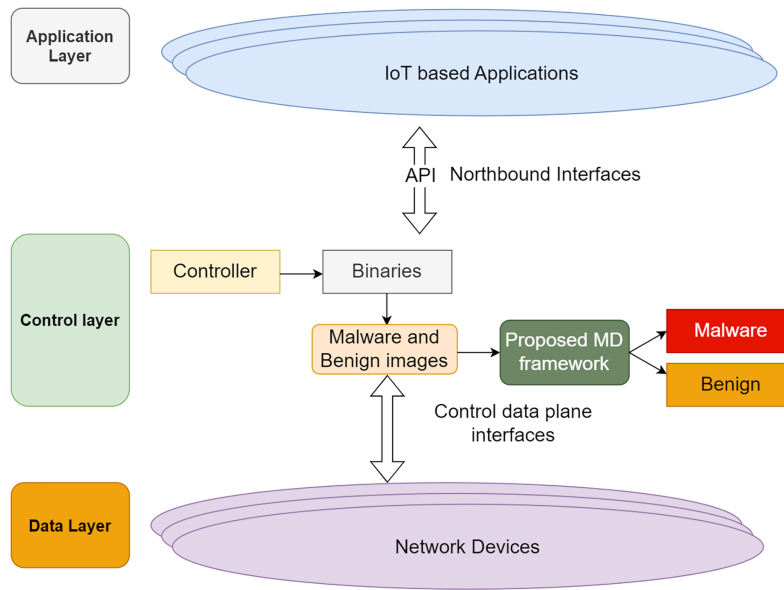 Application
Layer
IoT based Applications
API
Northbound Interfaces
Controller
Binaries
Control layer
Malware and
Benign images
Proposed MD
framework
Malware
Benign
Control data plane
interfaces
Data Layer
Network Devices